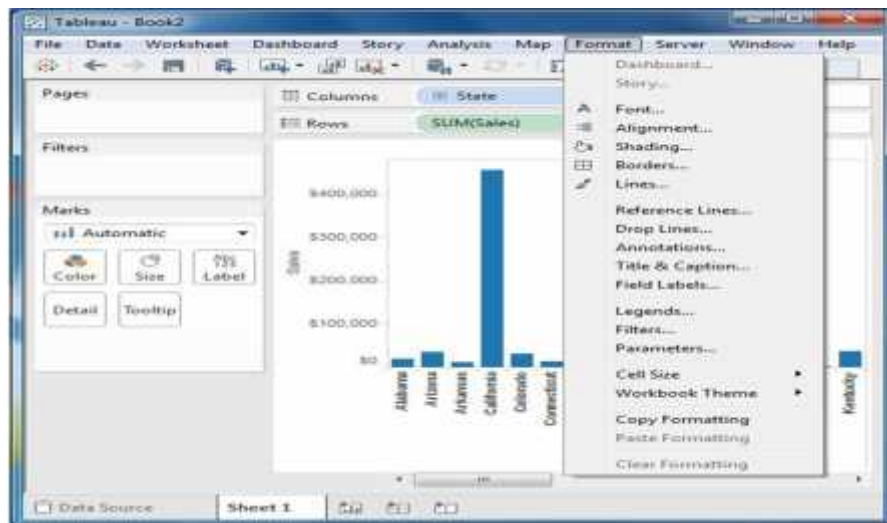 Tableau - Book2
File Data Worksheet Dashboard Story Analysis Map Format Server Window Help
Pages
Columns State
Rows SUM(Sales)
Filters
Marks
Automatic
Color Size Label
Detail Tooltip
Sales
$400,000
$300,000
$200,000
$100,000
$0
Alabama
Arizona
Arkansas
California
Colorado
Connecticut
Kentucky
Dashboard...
Story...
Font...
Alignment...
Shading...
Borders...
Lines...
Reference Lines...
Drop Lines...
Annotations...
Title & Caption...
Field Labels...
Legends...
Filters...
Parameters...
Cell Size
Workbook Theme
Copy Formatting
Paste Formatting
Clear Formatting
Data Source Sheet 1